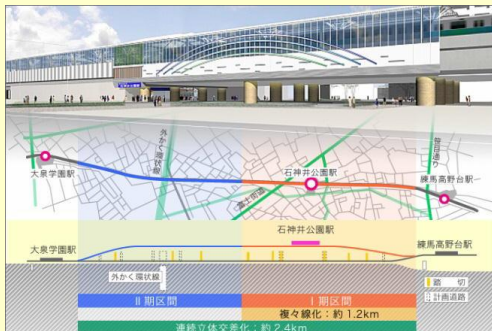 外かく環状線
笹目通り
大泉学園駅
石神井公園駅
富士街道
練馬高野台駅
石神井公園駅
大泉学園駅
練馬高野台駅
外かく環状線
踏切
計画道路
II期区間
I期区間
複々線化：約1.2km
連続立体交差化：約2.4km